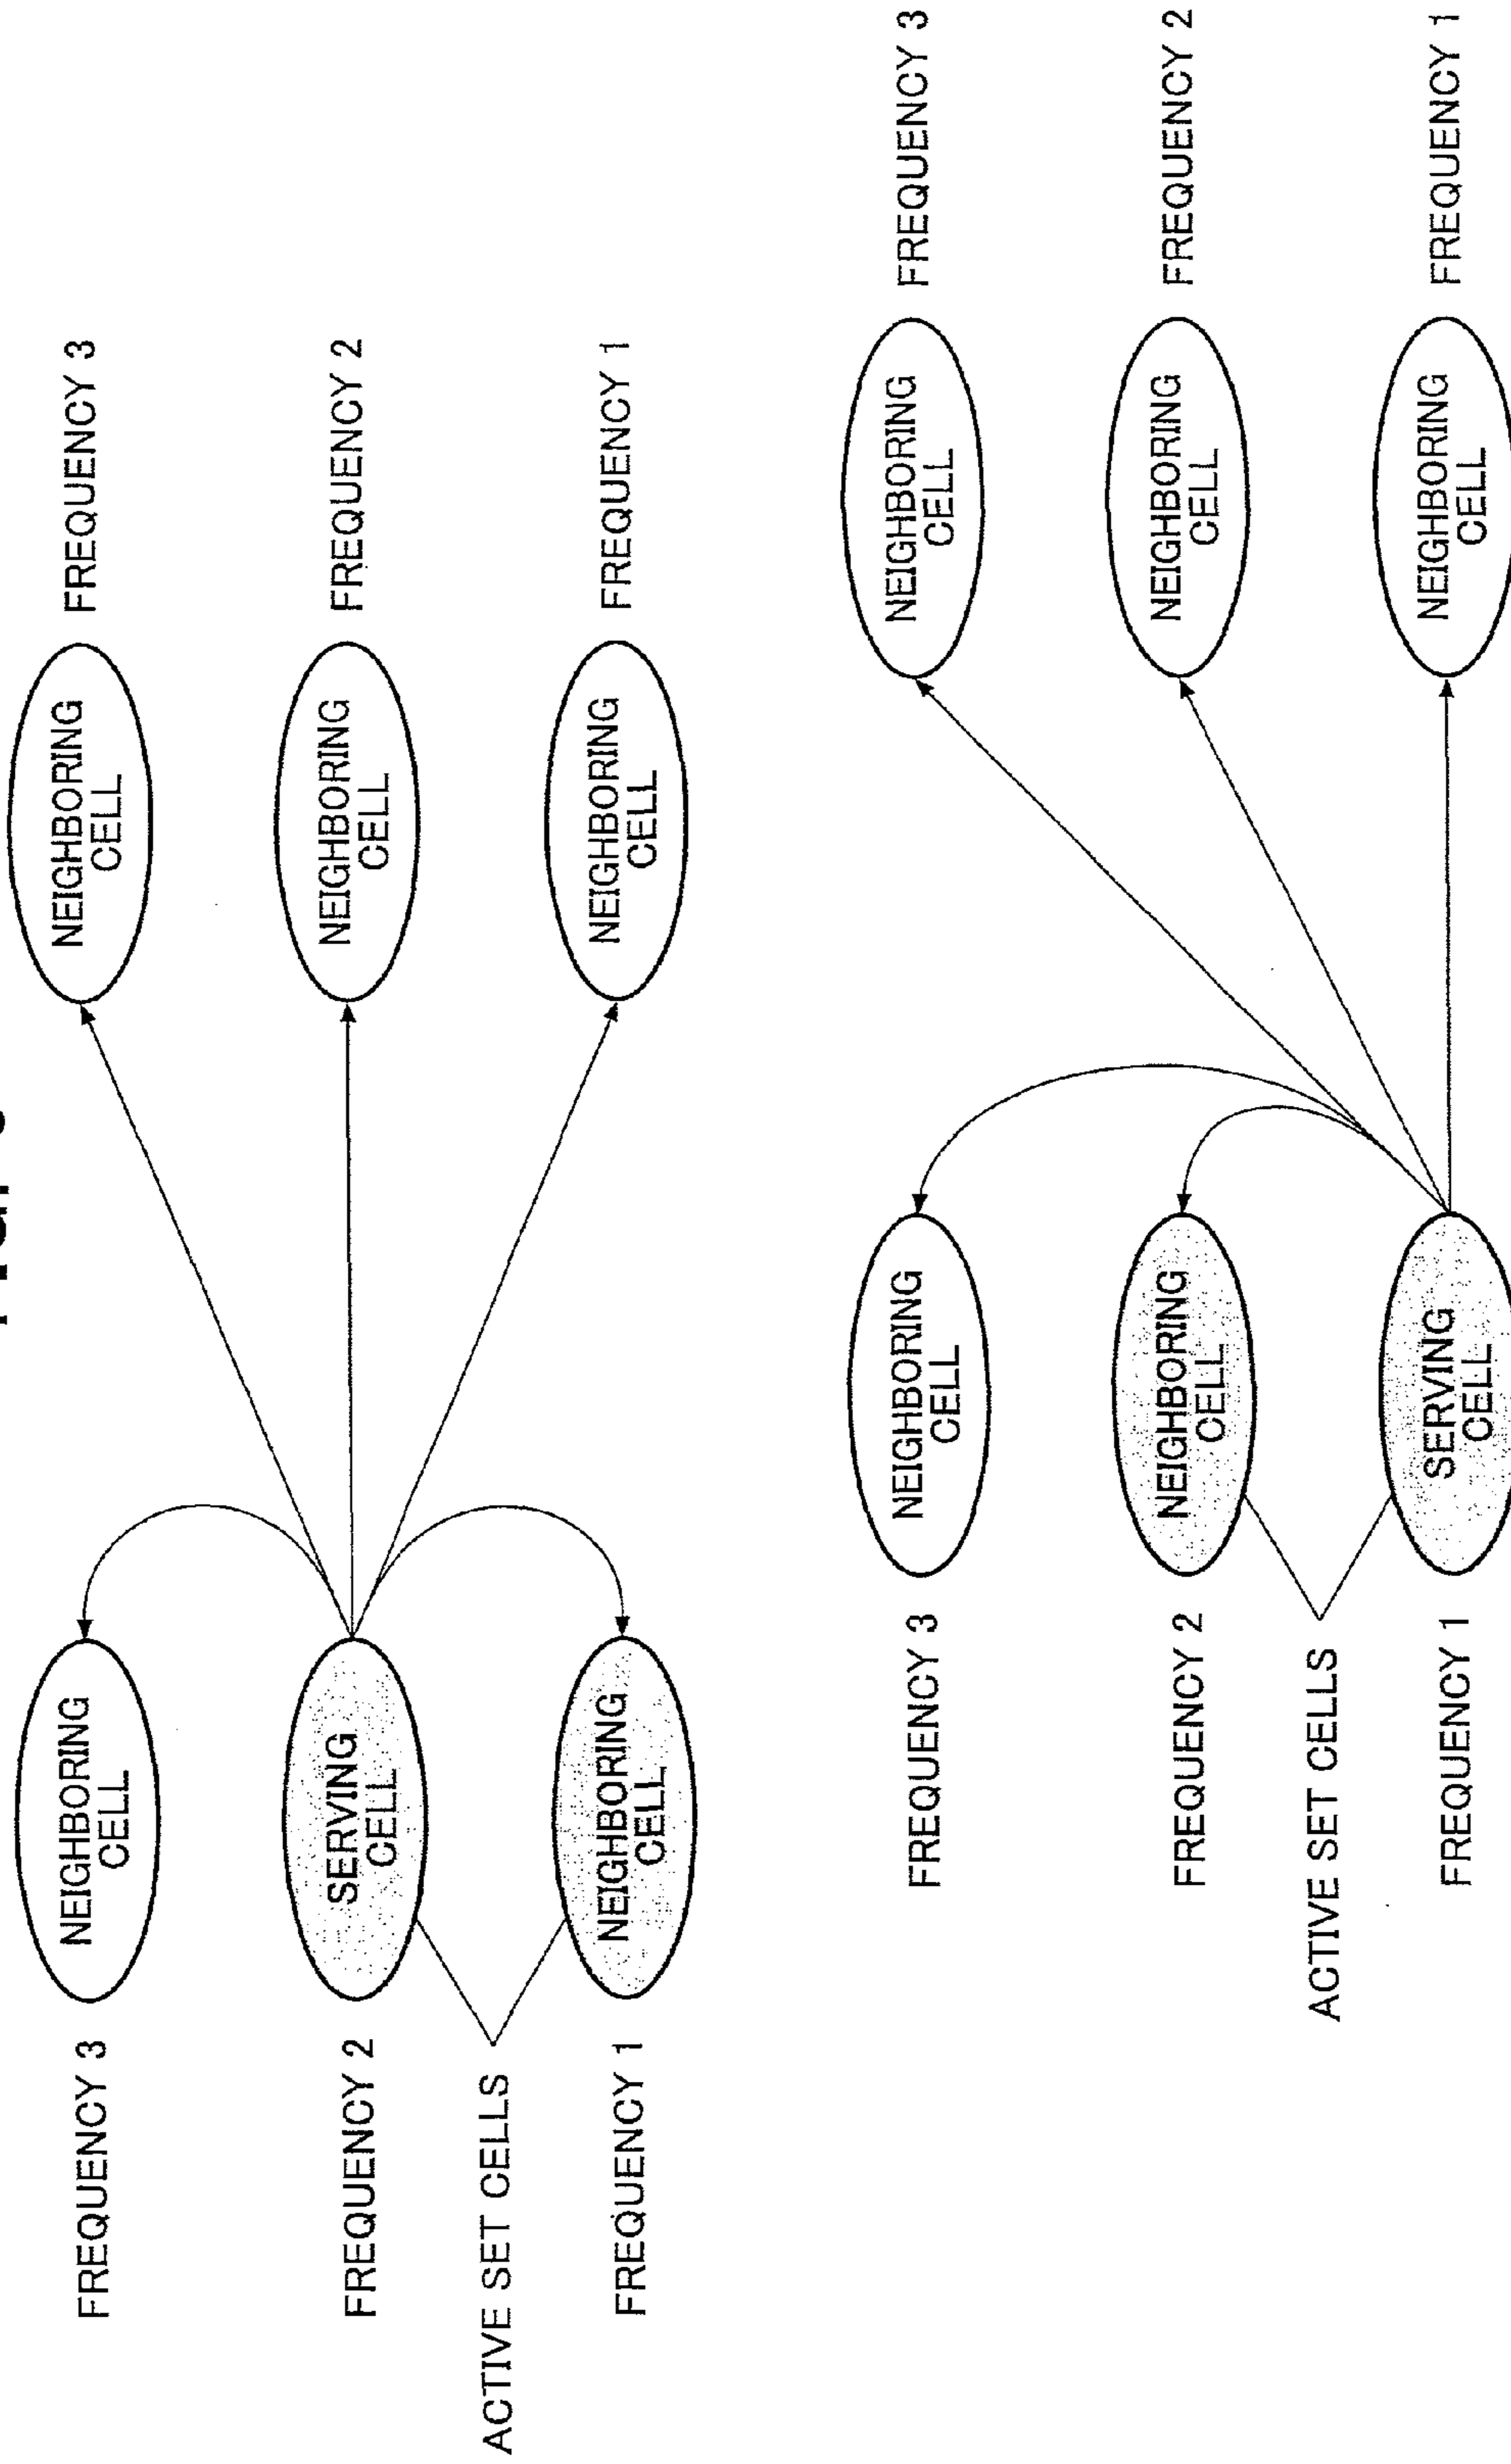 FREQUENCY 3
NEIGHBORING
CELL
NEIGHBORING
CELL
FREQUENCY 3
FREQUENCY 2
SERVING
CELL
NEIGHBORING
CELL
FREQUENCY 2
ACTIVE SET CELLS
FREQUENCY 1
NEIGHBORING
CELL
NEIGHBORING
CELL
FREQUENCY 1
FREQUENCY 3
NEIGHBORING
CELL
NEIGHBORING
CELL
FREQUENCY 3
FREQUENCY 2
NEIGHBORING
CELL
NEIGHBORING
CELL
FREQUENCY 2
ACTIVE SET CELLS
FREQUENCY 1
SERVING
CELL
NEIGHBORING
CELL
FREQUENCY 1